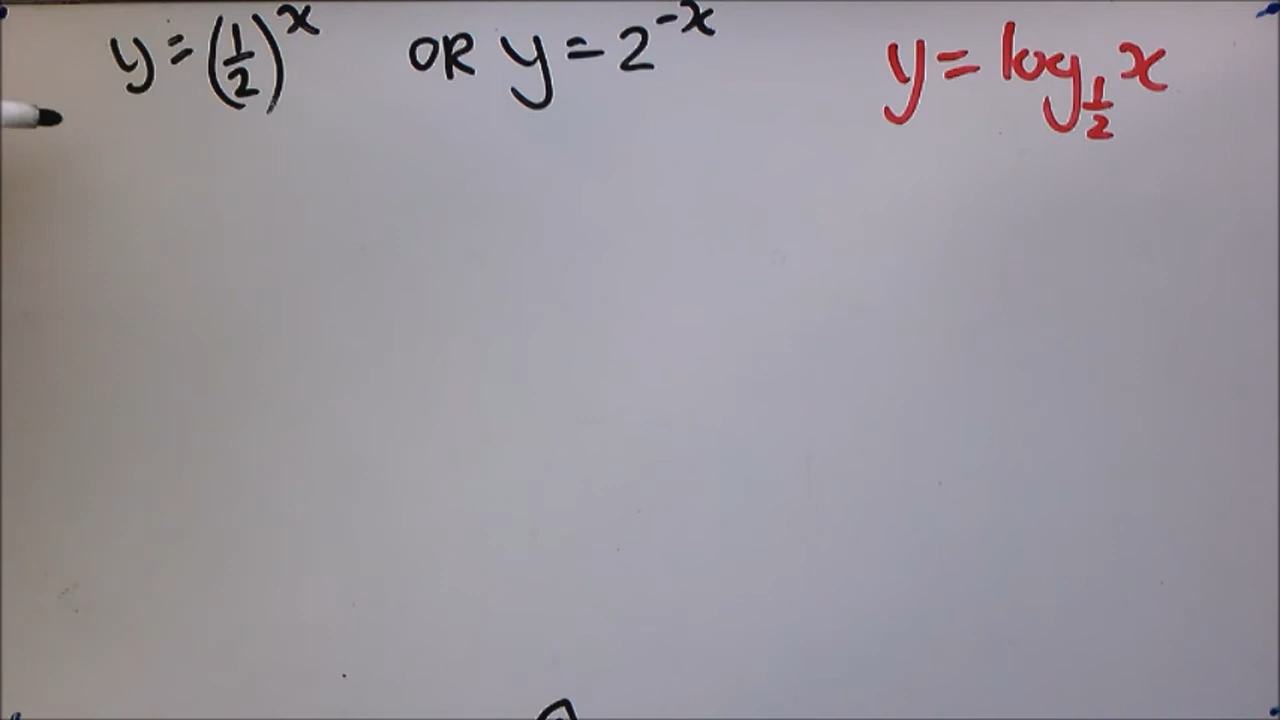 y = (1/2)^x OR y = 2^-x y = log_1/2 x